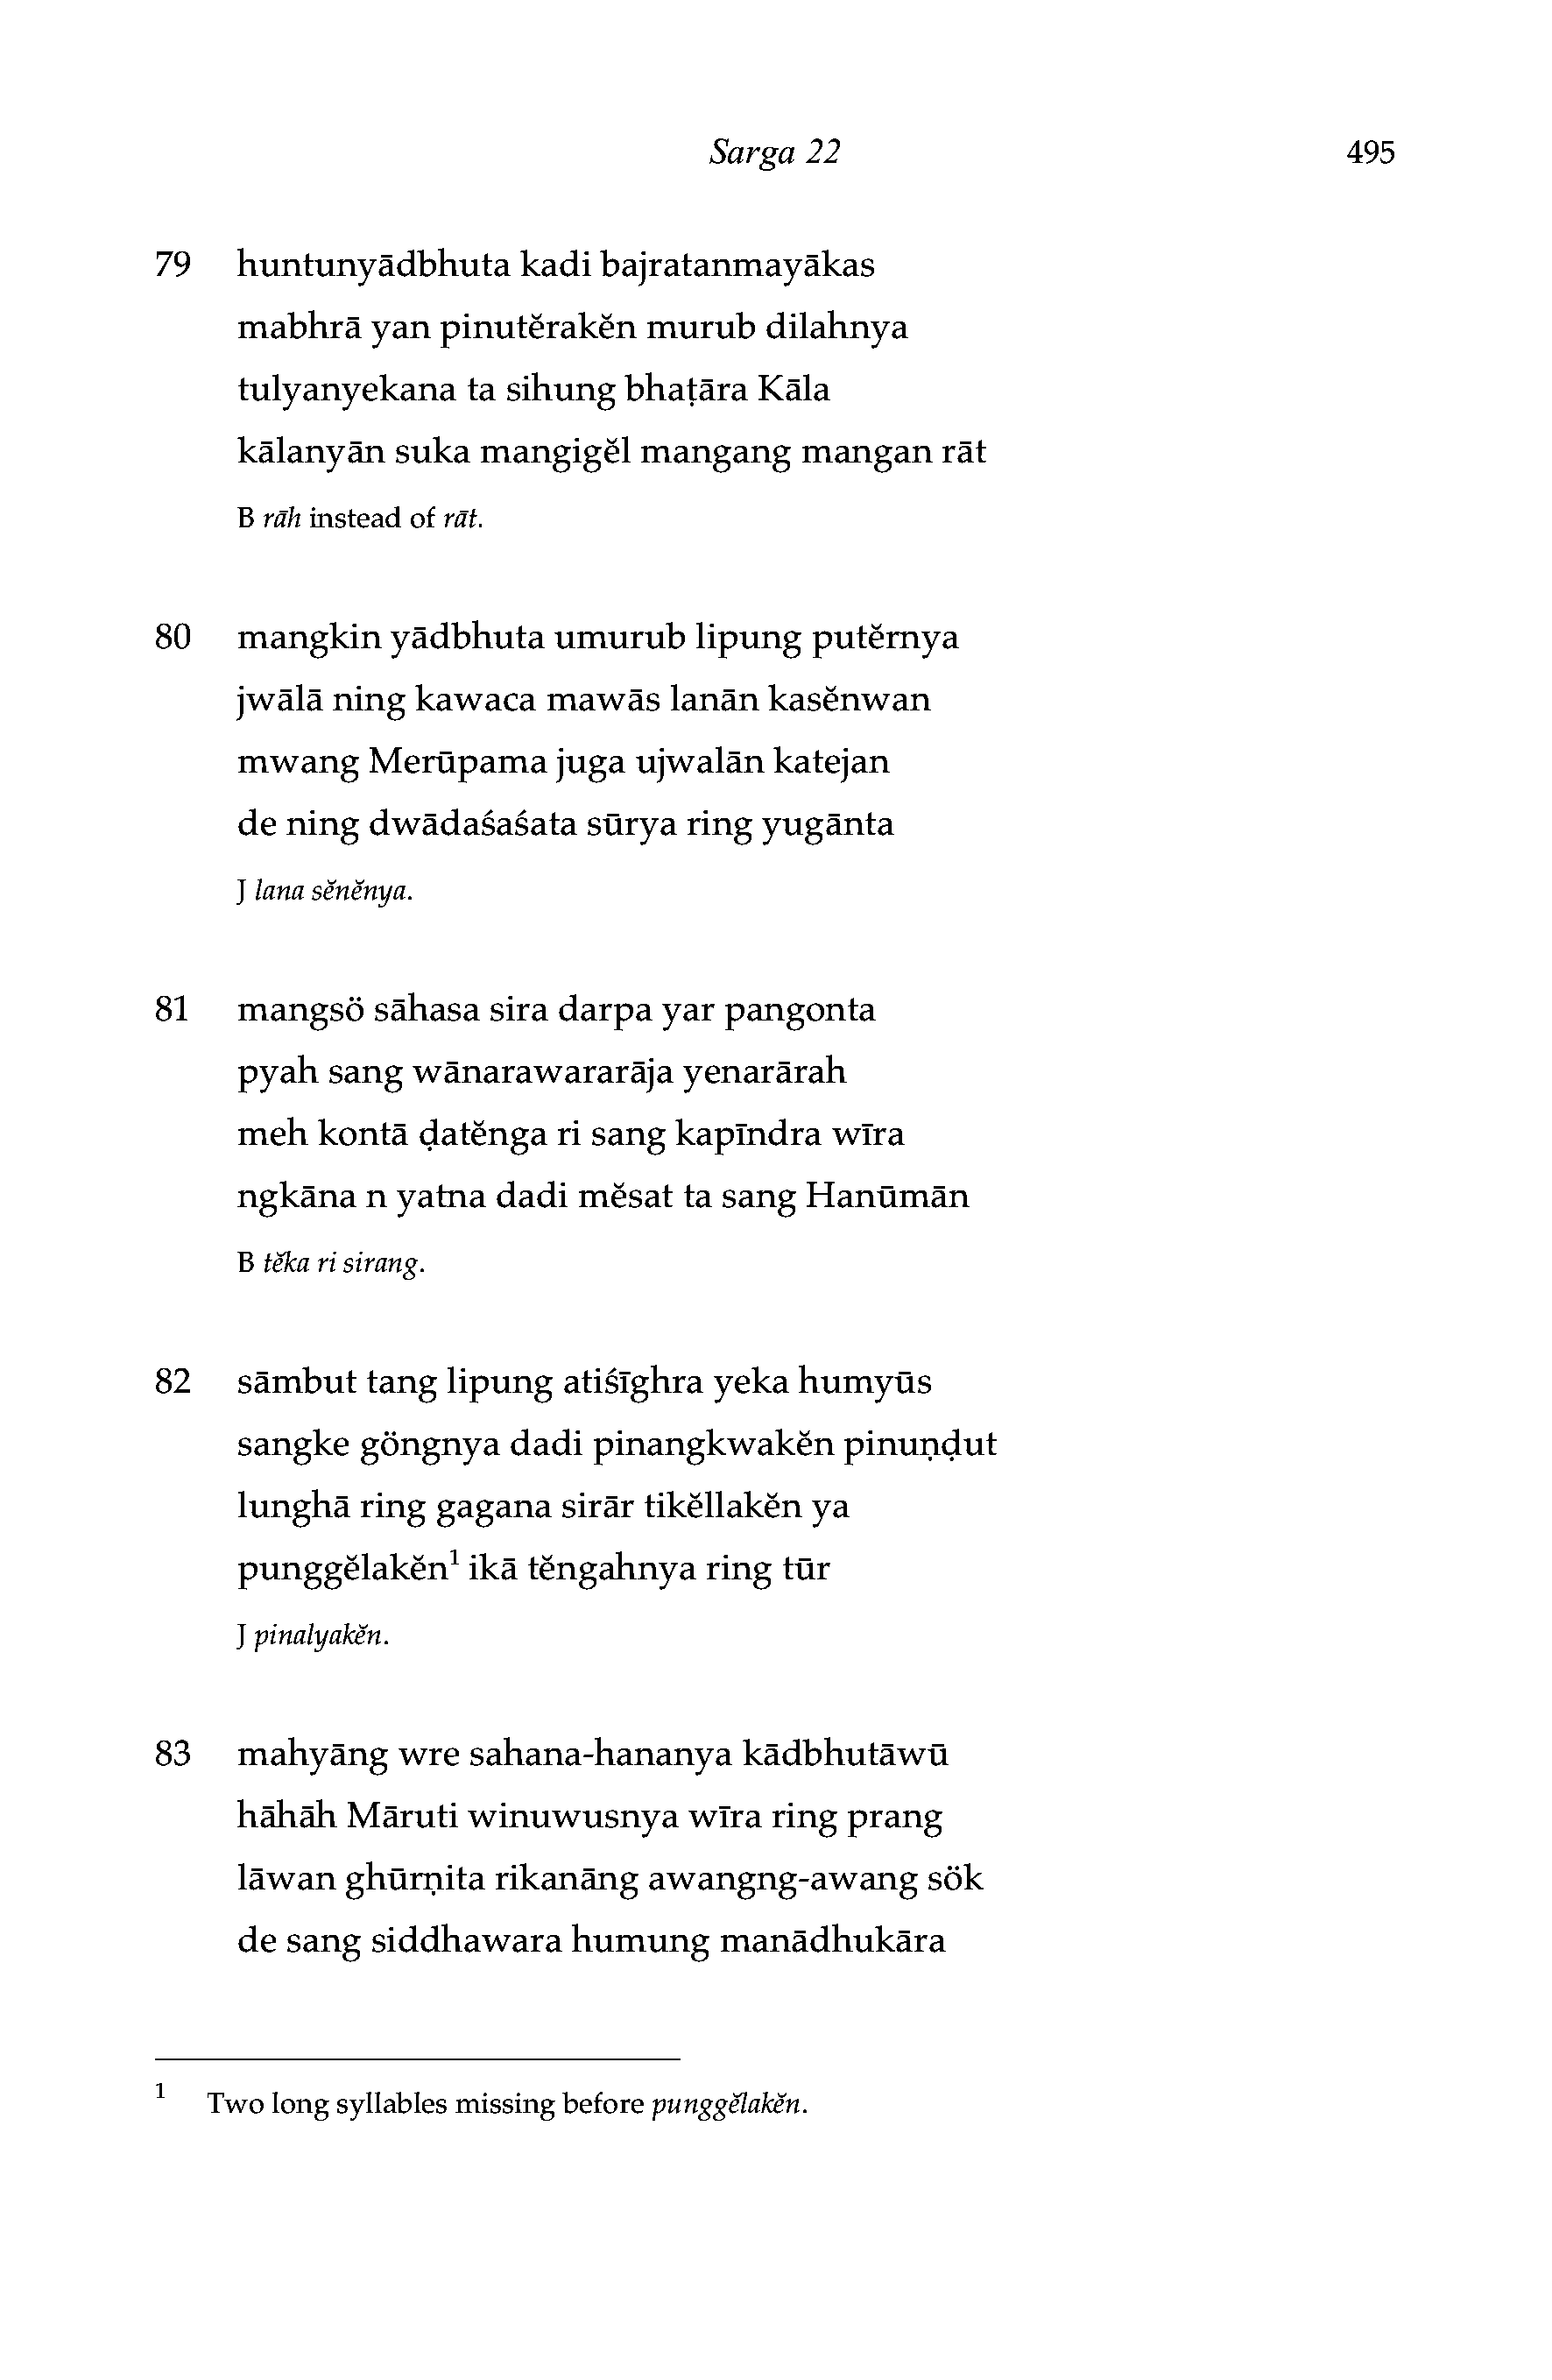 Sarga 22 495
79 huntunyādbhuta kadi bajratanmayākas
mabhrā yan pinutĕrakĕn murub dilahnya
tulyanyekana ta sihung bhaṭāra Kāla
kālanyān suka mangigĕl mangang mangan rāt
B rāh instead of rāt.
80 mangkin yādbhuta umurub lipung putĕrnya
jwālā ning kawaca mawās lanān kasĕnwan
mwang Merūpama juga ujwalān katejan
de ning dwādaśaśata sūrya ring yugānta
J lana sĕnĕnya.
81 mangsö sāhasa sira darpa yar pangonta
pyah sang wānarawararāja yenarārah
meh kontā ḍatĕnga ri sang kapīndra wīra
ngkāna n yatna dadi mĕsat ta sang Hanūmān
B tĕka ri sirang.
82 sāmbut tang lipung atiśīghra yeka humyūs
sangke göngnya dadi pinangkwakĕn pinuṇḍut
lunghā ring gagana sirār tikĕllakĕn ya
punggĕlakĕn¹ ikā tĕngahnya ring tūr
J pinalyakĕn.
83 mahyāng wre sahana-hananya kādbhutāwū
hāhāh Māruti winuwusnya wīra ring prang
lāwan ghūrṇita rikanāng awangng-awang sök
de sang siddhawara humung manādhukāra
1 Two long syllables missing before punggĕlakĕn.